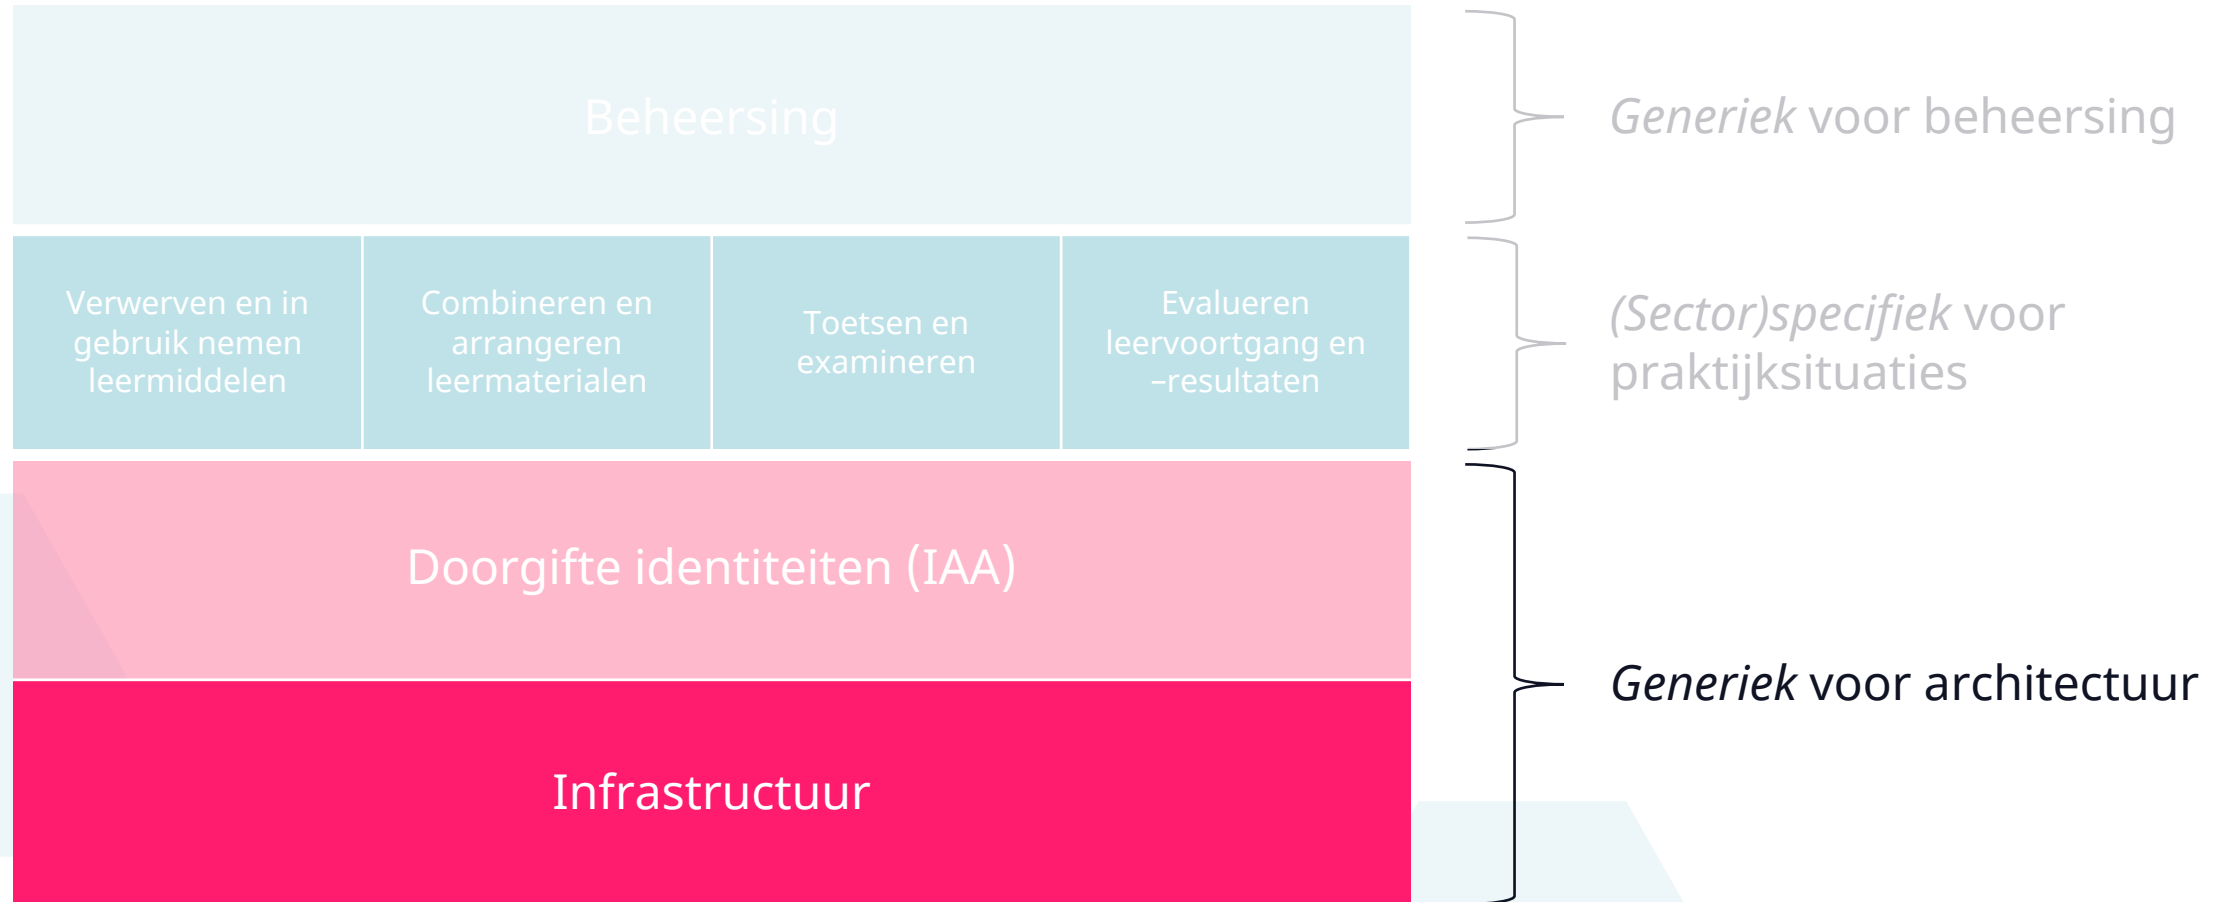 Beheersing
Generiek voor beheersing
Verwerven en in
gebruik nemen
leermiddelen
Combineren en
arrangeren
leermaterialen
Toetsen en
examineren
Evalueren
leervoortgang en
–resultaten
(Sector)specifiek voor
praktijksituaties
Doorgifte identiteiten (IAA)
Generiek voor architectuur
Infrastructuur